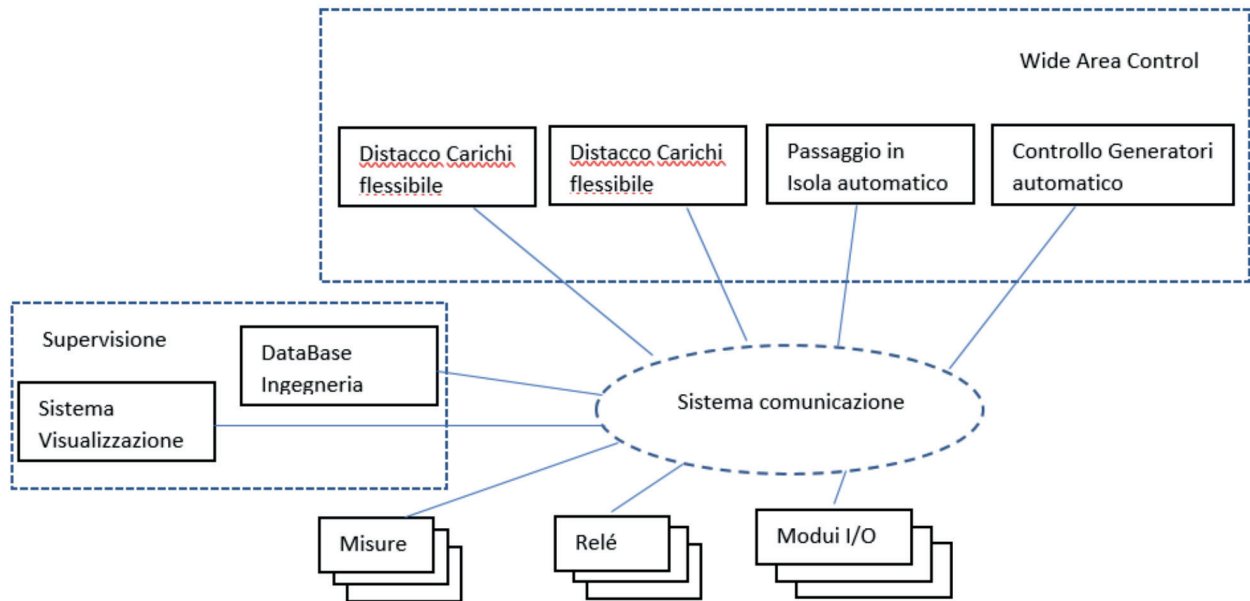 Wide Area Control
Distacco Carichi
flessibile
Distacco Carichi
flessibile
Passaggio in
Isola automatico
Controllo Generatori
automatico
Supervisione
DataBase
Ingegneria
Sistema
Visualizzazione
Sistema comunicazione
Misure
Relé
Modui I/O